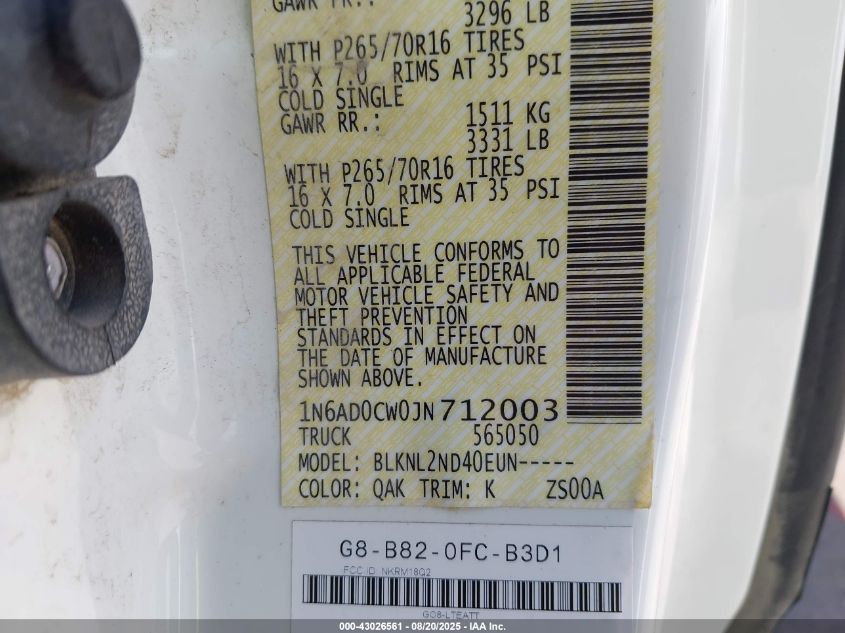 GAWR FR.:
3296 LB
WITH P265/70R16 TIRES
16 X 7.0 RIMS AT 35 PSI
COLD SINGLE
GAWR RR.: 1511 KG
3331 LB
WITH P265/70R16 TIRES
16 X 7.0 RIMS AT 35 PSI
COLD SINGLE
THIS VEHICLE CONFORMS TO
ALL APPLICABLE FEDERAL
MOTOR VEHICLE SAFETY AND
THEFT PREVENTION
STANDARDS IN EFFECT ON
THE DATE OF MANUFACTURE
SHOWN ABOVE.
1N6AD0CW0JN712003
TRUCK 565050
MODEL: BLKNL2ND40EUN-----
COLOR: QAK TRIM: K ZS00A
G8-B82-0FC-B3D1
FCC ID: NKRM18Q2
GO8-LTEATT
000-43026561 - 08/20/2025 - IAA Inc.